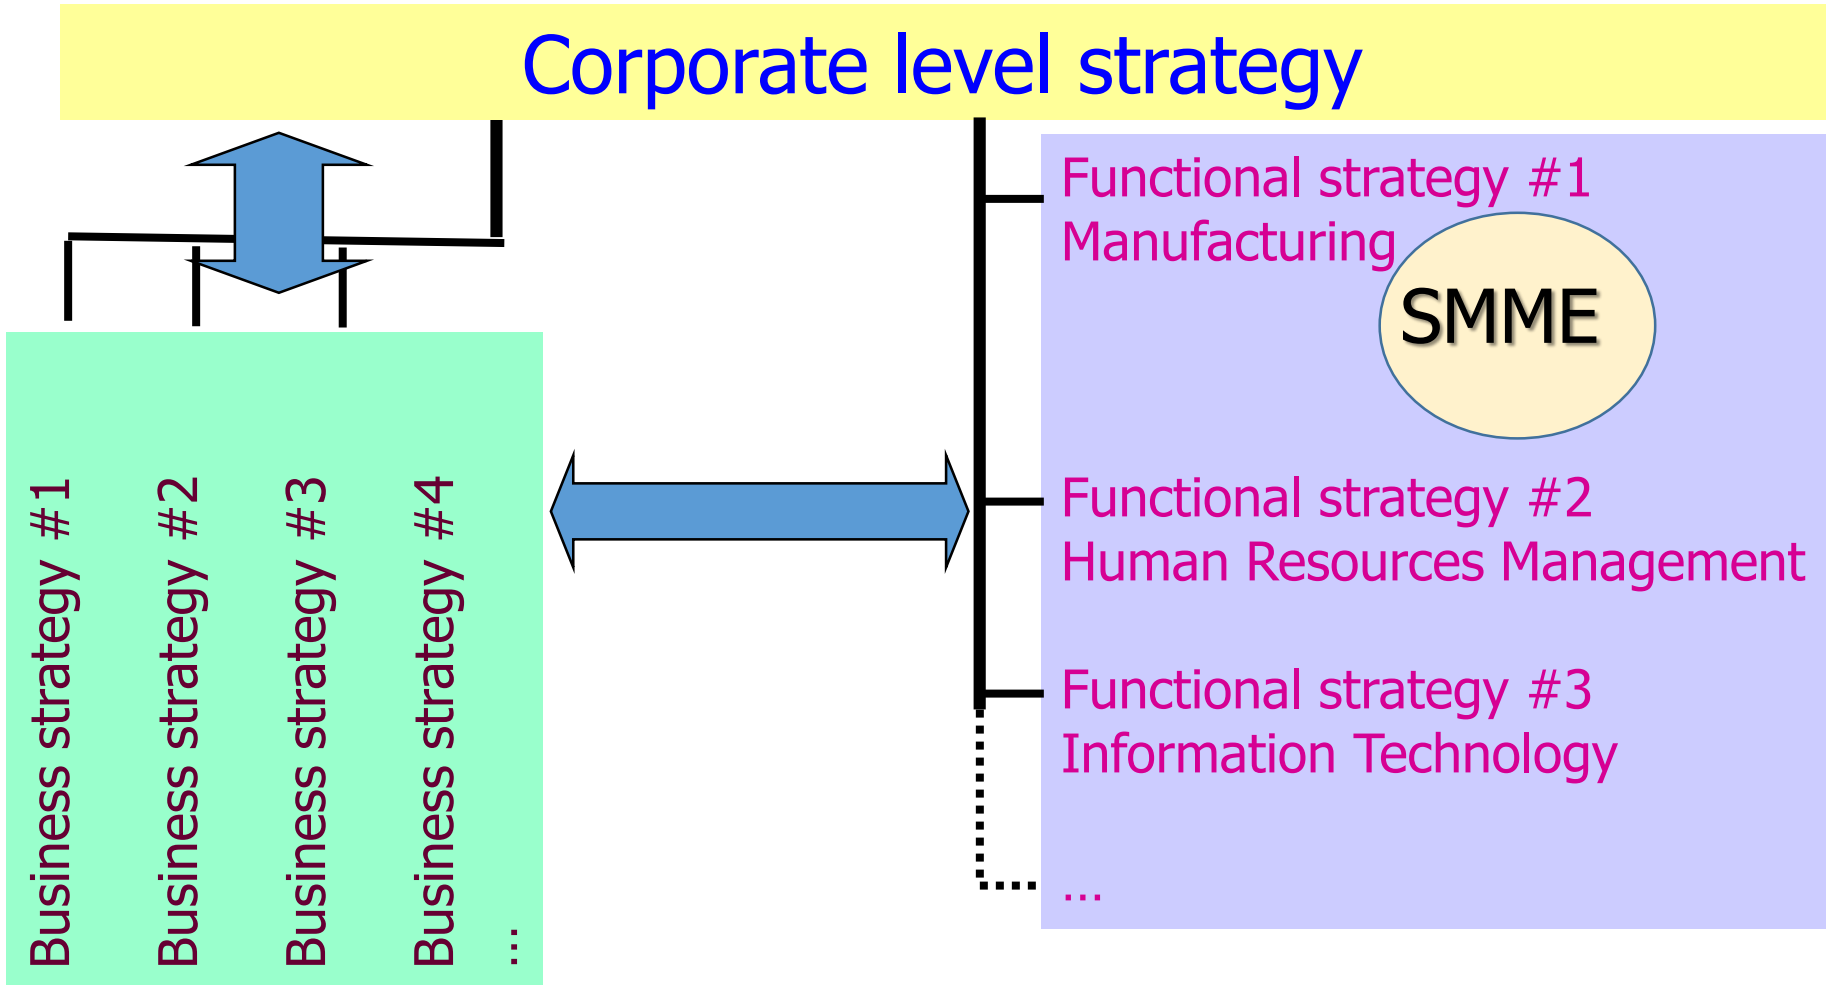 Corporate level strategy
Functional strategy #1
Manufacturing
SMME
Functional strategy #2
Human Resources Management
Functional strategy #3
Information Technology
...
Business strategy #1
Business strategy #2
Business strategy #3
Business strategy #4
...